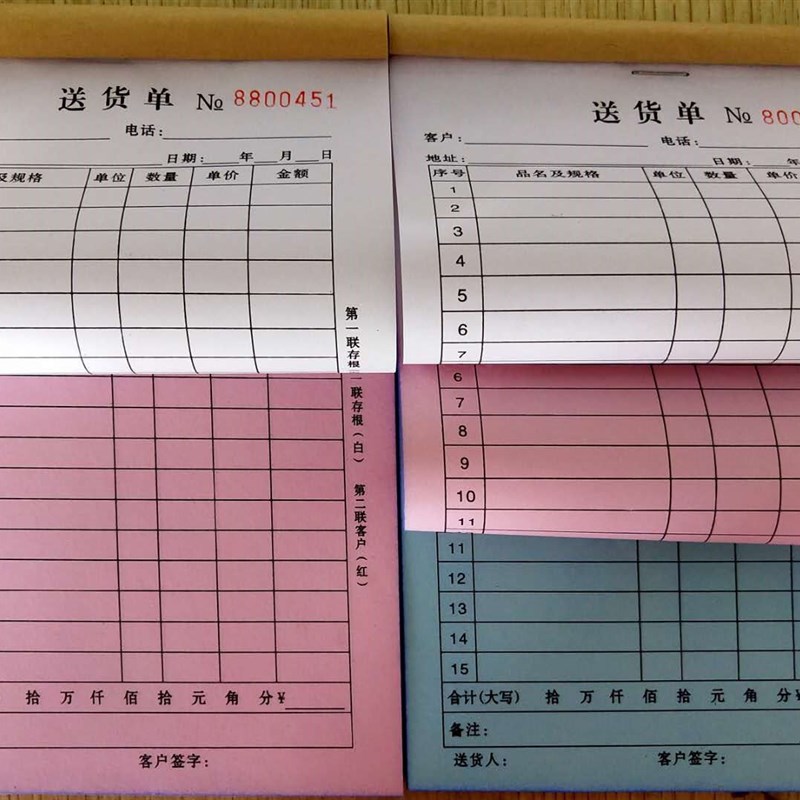 送货单 № 8800451
电话：
日期： 年 月 日
及规格 单位 数量 单价 金额
第一联存根
一联存根（白） 第二联客户（红）
拾 万 仟 佰 拾 元 角 分¥
客户签字：
送货单 № 800
客户： 电话：
地址： 日期： 年
序号 品名及规格 单位 数量 单价
1
2
3
4
5
6
7
6
7
8
9
10
11
11
12
13
14
15
合计(大写) 拾 万 仟 佰 拾 元 角 分¥
备注：
送货人： 客户签字：